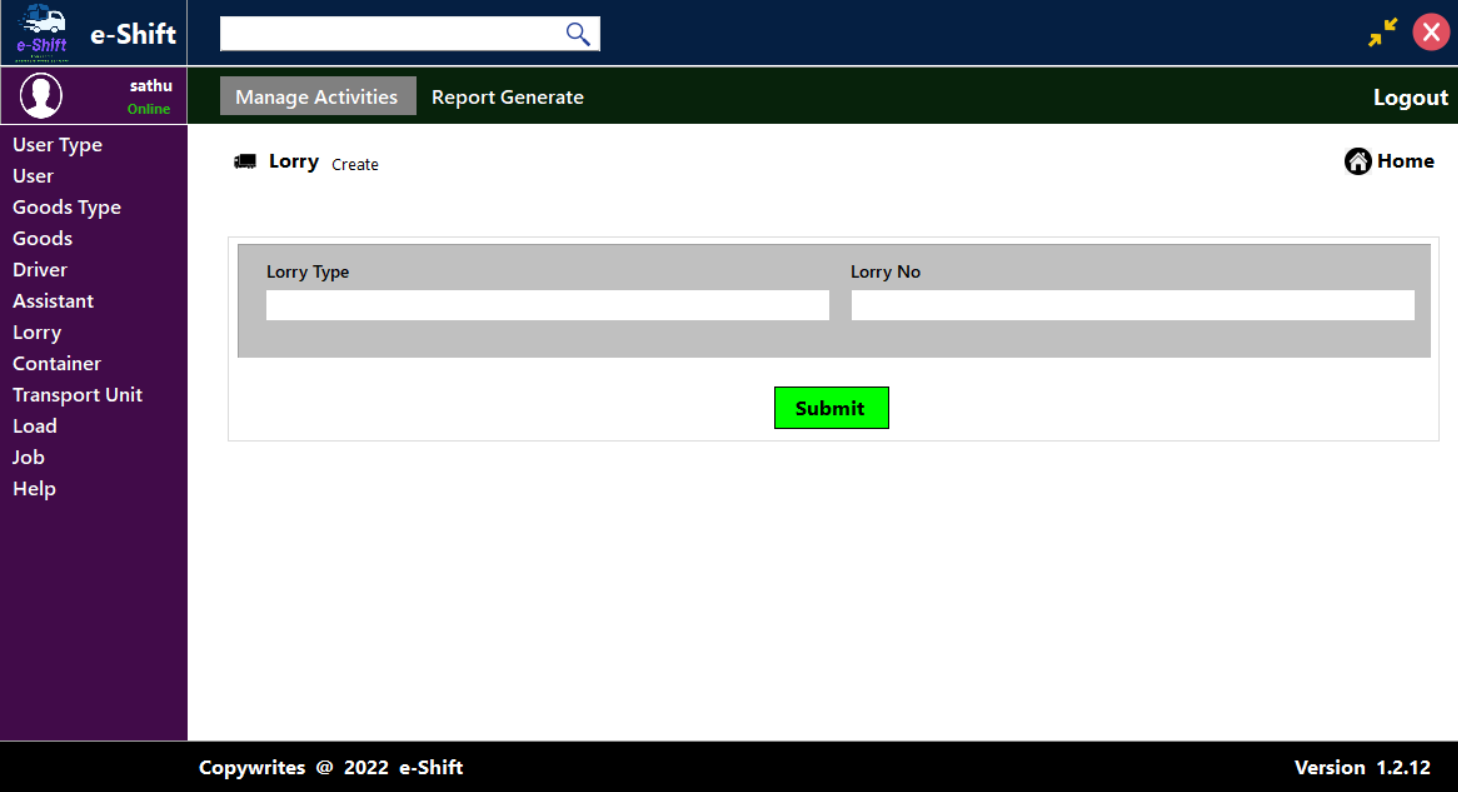 e-Shift
e-Shift
sathu
Online
Manage Activities
Report Generate
Logout
User Type
User
Goods Type
Goods
Driver
Assistant
Lorry
Container
Transport Unit
Load
Job
Help
Lorry Create
Home
Lorry Type
Lorry No
Submit
Copywrites @ 2022 e-Shift
Version 1.2.12